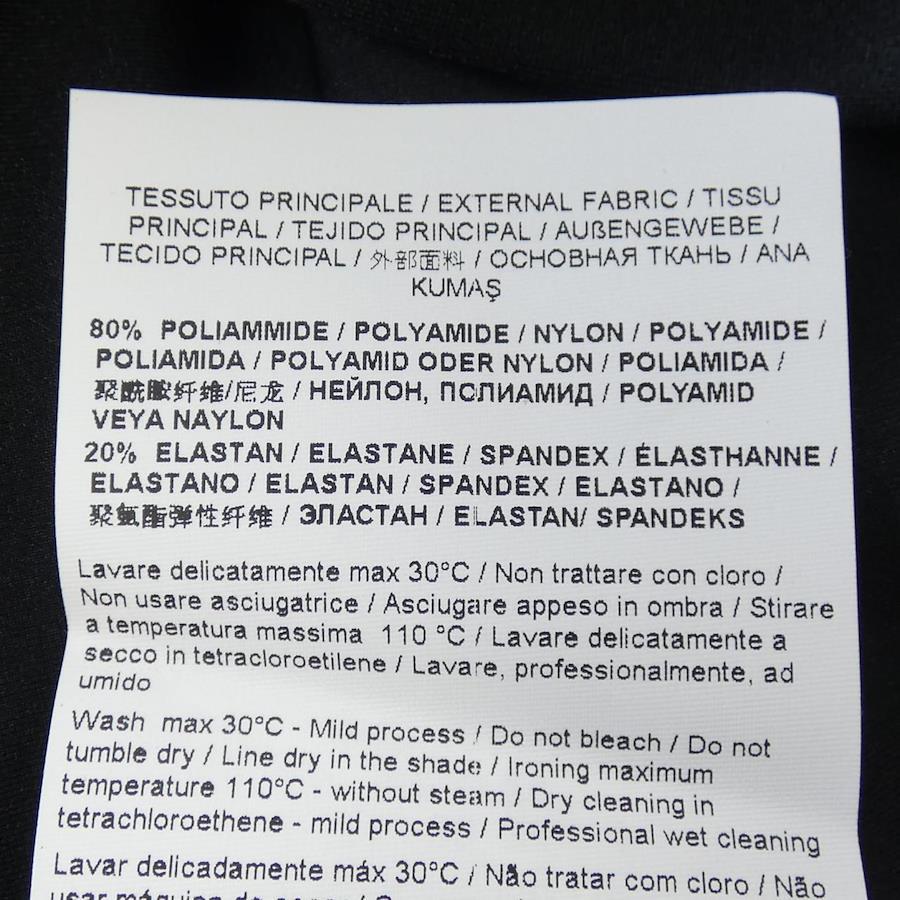 TESSUTO PRINCIPALE / EXTERNAL FABRIC / TISSU
PRINCIPAL / TEJIDO PRINCIPAL / AUßENGEWEBE /
TECIDO PRINCIPAL / 外部面料 / ОСНОВНАЯ ТКАНЬ / ANA
KUMAŞ
80% POLIAMMIDE / POLYAMIDE / NYLON / POLYAMIDE /
POLIAMIDA / POLYAMID ODER NYLON / POLIAMIDA /
聚酰胺纤维/尼龙 / НЕЙЛОН, ПОЛИАМИД / POLYAMID
VEYA NAYLON
20% ELASTAN / ELASTANE / SPANDEX / ÉLASTHANNE /
ELASTANO / ELASTAN / SPANDEX / ELASTANO /
聚氨酯弹性纤维 / ЭЛАСТАН / ELASTAN/ SPANDEKS
Lavare delicatamente max 30°C / Non trattare con cloro /
Non usare asciugatrice / Asciugare appeso in ombra / Stirare
a temperatura massima 110 °C / Lavare delicatamente a
secco in tetracloroetilene / Lavare, professionalmente, ad
umido
Wash max 30°C - Mild process / Do not bleach / Do not
tumble dry / Line dry in the shade / Ironing maximum
temperature 110°C - without steam / Dry cleaning in
tetrachloroethene - mild process / Professional wet cleaning
Lavar delicadamente máx 30°C / Não tratar com cloro / Não
usar máquina de